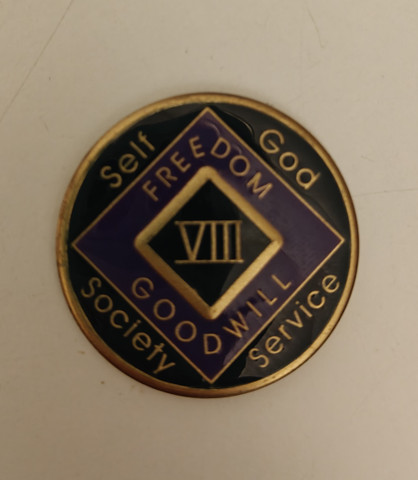 Self
God
FREEDOM
VIII
GOODWILL
Society
Service